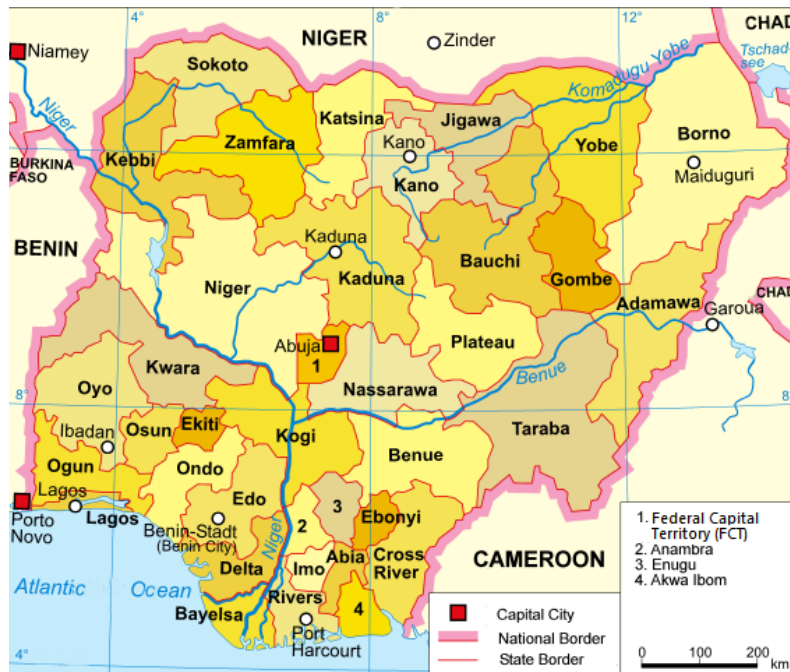 4°
8°
12°
CHAD
Niamey
NIGER
Zinder
Tschad-
see
Sokoto
Komadugu Yobe
Niger
Katsina
Jigawa
Zamfara
Kano
Yobe
Borno
Kebbi
BURKINA
FASO
Kano
Maiduguri
BENIN
Kaduna
Bauchi
Kaduna
Gombe
Niger
CHAD
Adamawa
Garoua
Abuja
Plateau
1
Kwara
Nassarawa
Benue
Oyo
8°
Ekiti
Osun
Kogi
Taraba
Ibadan
Benue
Ogun
Ondo
Lagos
Edo
3
Porto
Novo
Lagos
2
Ebonyi
Benin-Stadt
(Benin City)
Niger
Abia
Cross
River
CAMEROON
Delta
Imo
Atlantic Ocean
Rivers
Bayelsa
4
Port
Harcourt
4°
1. Federal Capital
Territory (FCT)
2. Anambra
3. Enugu
4. Akwa Ibom
Capital City
National Border
State Border
0 100 200
km